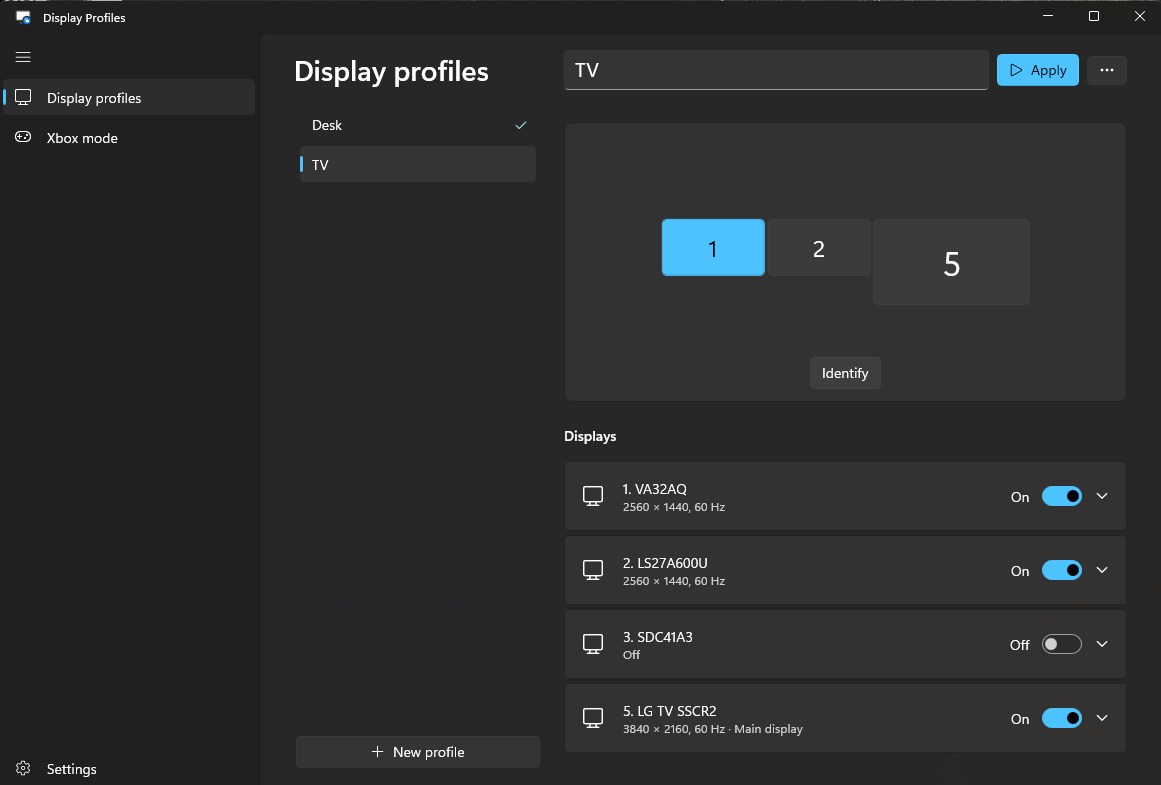 Display Profiles
Display profiles
Xbox mode
Settings
Display profiles
Desk
TV
New profile
TV
Apply
1
2
5
Identify
Displays
1. VA32AQ
2560 × 1440, 60 Hz
On
2. LS27A600U
2560 × 1440, 60 Hz
On
3. SDC41A3
Off
Off
5. LG TV SSCR2
3840 × 2160, 60 Hz · Main display
On